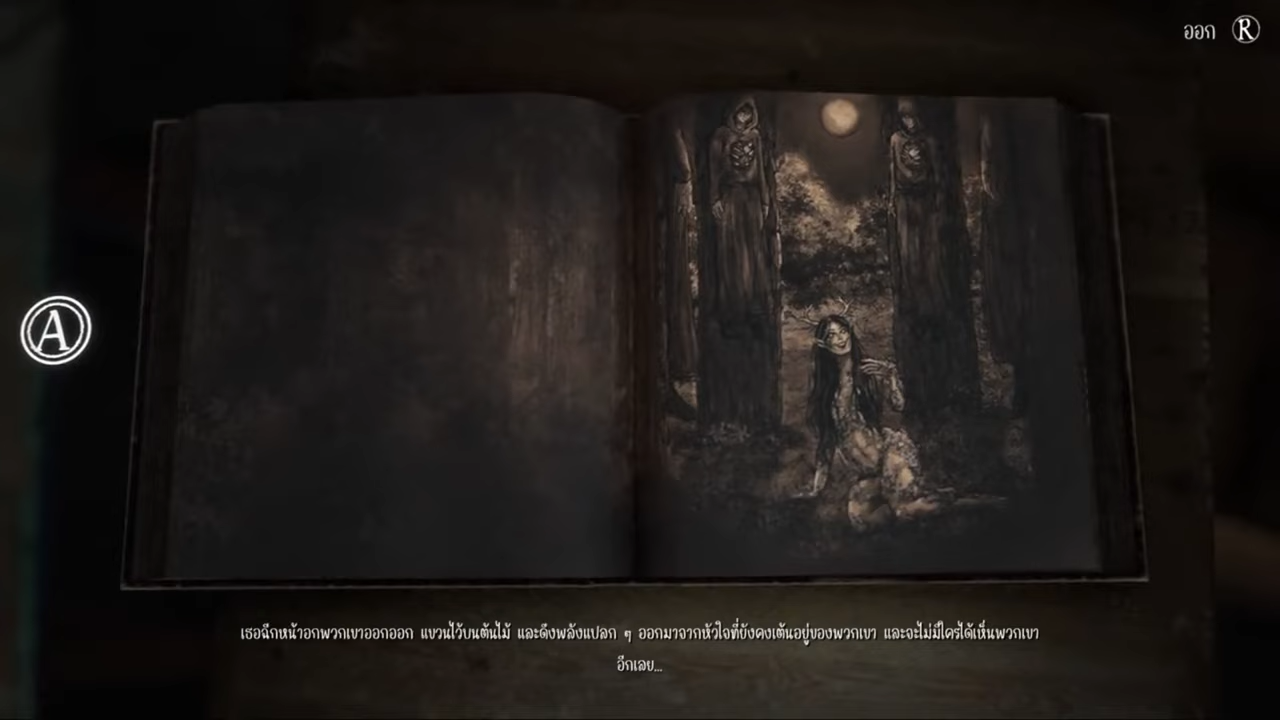 ออก R
A
เธอฉีกหน้าอกพวกเขาออกออก แขวนไว้บนต้นไม้ และดึงพลังแปลก ๆ ออกมาจากหัวใจที่ยังคงเต้นอยู่ของพวกเขา และจะไม่มีใครได้เห็นพวกเขา
อีกเลย...